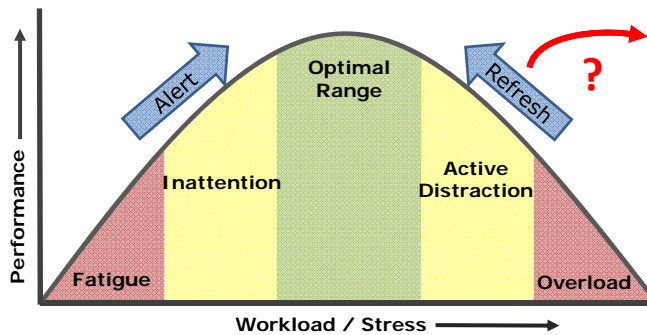 Alert
Refresh
?
Optimal
Range
Inattention
Active
Distraction
Fatigue
Overload
Performance
Workload / Stress